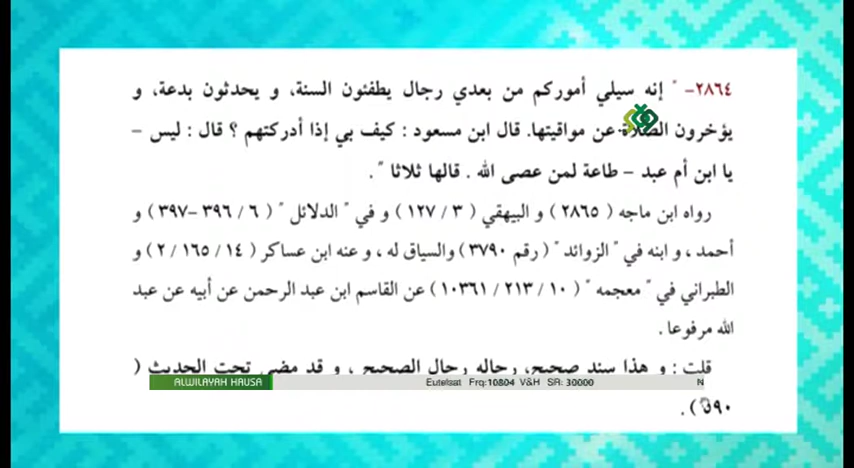 ٢٨٦٤- " إنه سيلي أموركم من بعدي رجال يطفئون السنة، و يحدثون بدعة، و
يؤخرون الصلاة عن مواقيتها. قال ابن مسعود : كيف بي إذا أدركتهم ؟ قال : ليس -
يا ابن أم عبد - طاعة لمن عصى الله . قالها ثلاثا " .
رواه ابن ماجه ( ٢٨٦٥ ) و البيهقي ( ٣ / ١٢٧ ) و في " الدلائل " ( ٦ / ٣٩٦ -٣٩٧ ) و
أحمد ، و ابنه في " الزوائد " ( رقم ٣٧٩٠ ) والسياق له ، و عنه ابن عساكر ( ١٤ / ١٦٥ / ٢ ) و
الطبراني في " معجمه " ( ١٠ / ٢١٣ / ١٠٣٦١ ) عن القاسم ابن عبد الرحمن عن أبيه عن عبد
الله مرفوعا .
قلت : و هذا سند صحيح، رجاله رجال الصحيح ، و قد مضى تحت الحديث (
ALWILAYAH HAUSA Eutelsat Frq:10804 V&H SR: 30000 N
٥٩٠ ) .